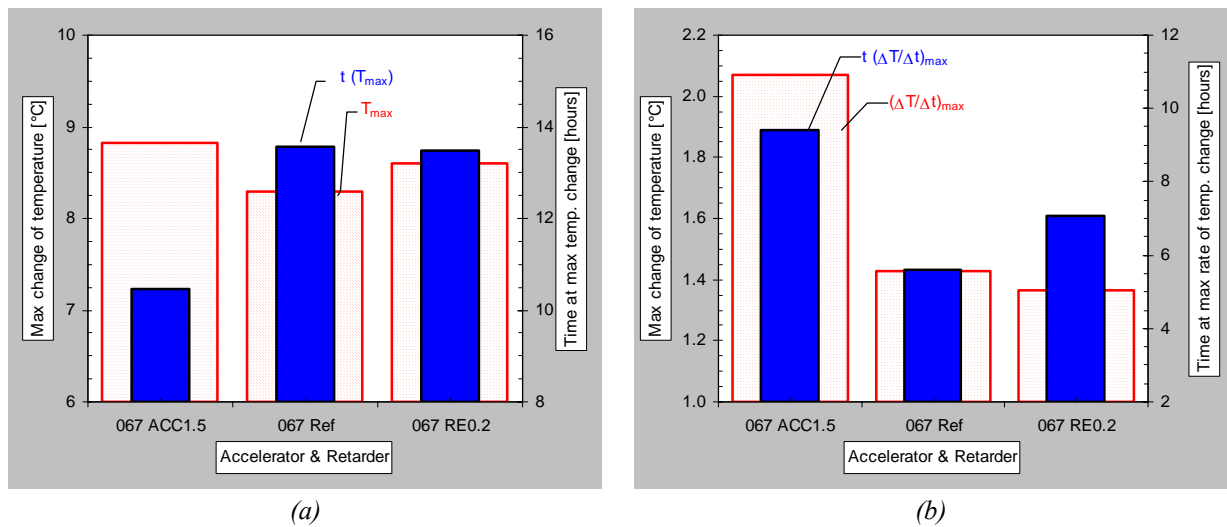 10
9
8
7
6
Max change of temperature [°C]
16
14
12
10
8
Time at max temp. change [hours]
t (Tmax)
Tmax
067 ACC1.5
067 Ref
067 RE0.2
Accelerator & Retarder
(a)
2.2
2.0
1.8
1.6
1.4
1.2
1.0
Max change of temperature [°C]
12
10
8
6
4
2
Time at max rate of temp. change [hours]
t (ΔT/Δt)max
(ΔT/Δt)max
067 ACC1.5
067 Ref
067 RE0.2
Accelerator & Retarder
(b)